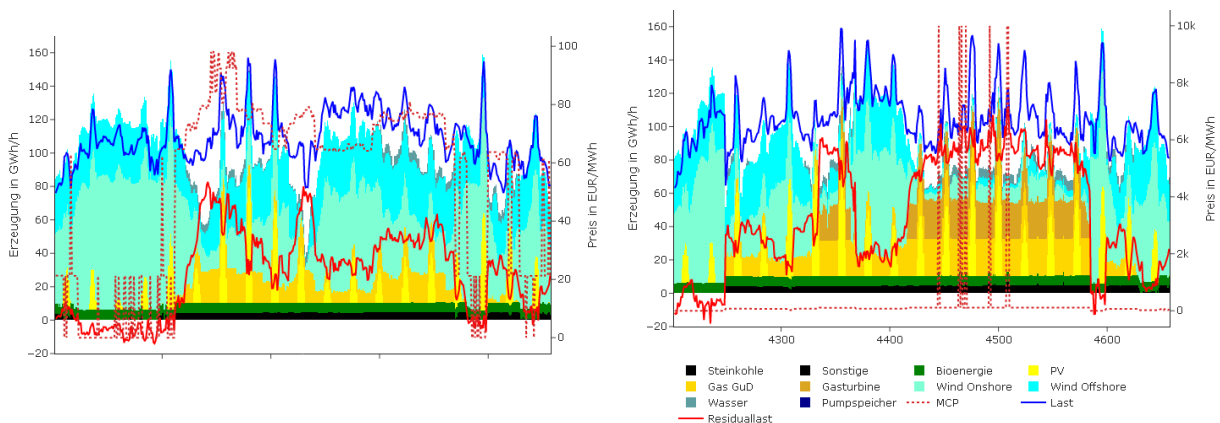 160
140
120
100
80
60
40
20
0
−20
Erzeugung in GWh/h
100
80
60
40
20
0
Preis in EUR/MWh
160
140
120
100
80
60
40
20
0
−20
Erzeugung in GWh/h
10k
8k
6k
4k
2k
0
Preis in EUR/MWh
4300 4400 4500 4600
Steinkohle Sonstige Bioenergie PV
Gas GuD Gasturbine Wind Onshore Wind Offshore
Wasser Pumpspeicher MCP Last
Residuallast